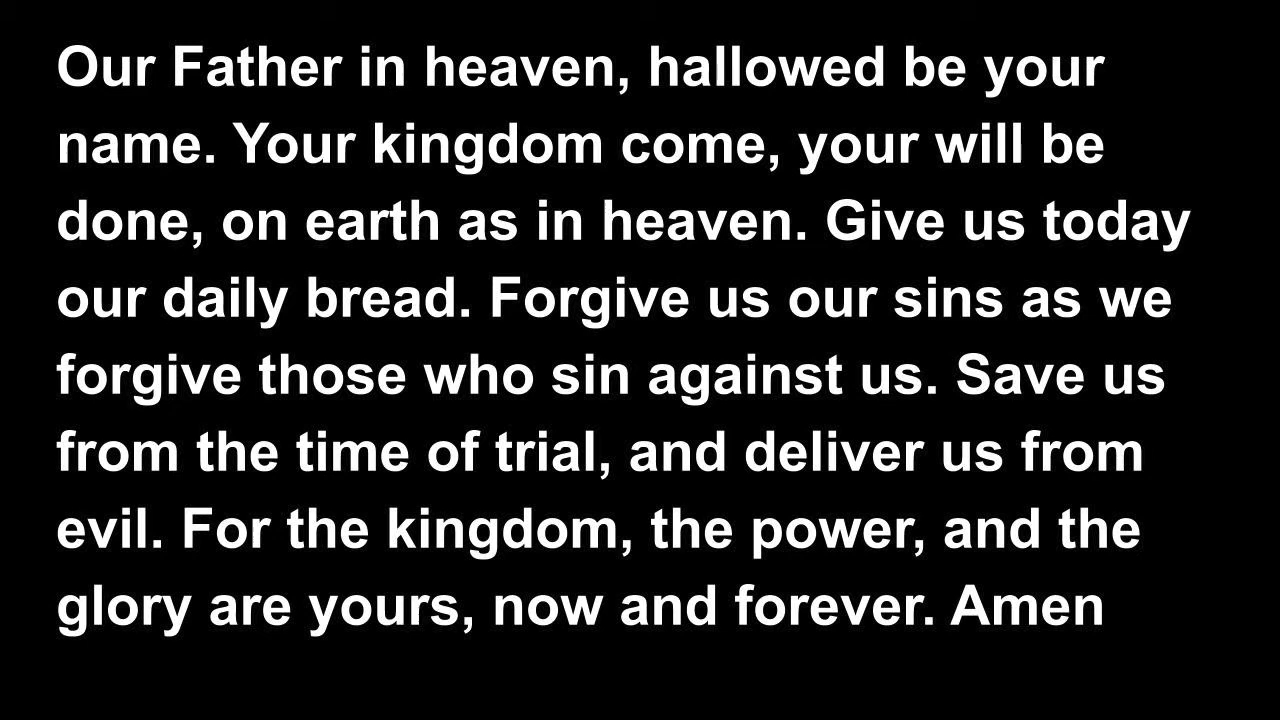 Our Father in heaven, hallowed be your
name. Your kingdom come, your will be
done, on earth as in heaven. Give us today
our daily bread. Forgive us our sins as we
forgive those who sin against us. Save us
from the time of trial, and deliver us from
evil. For the kingdom, the power, and the
glory are yours, now and forever. Amen